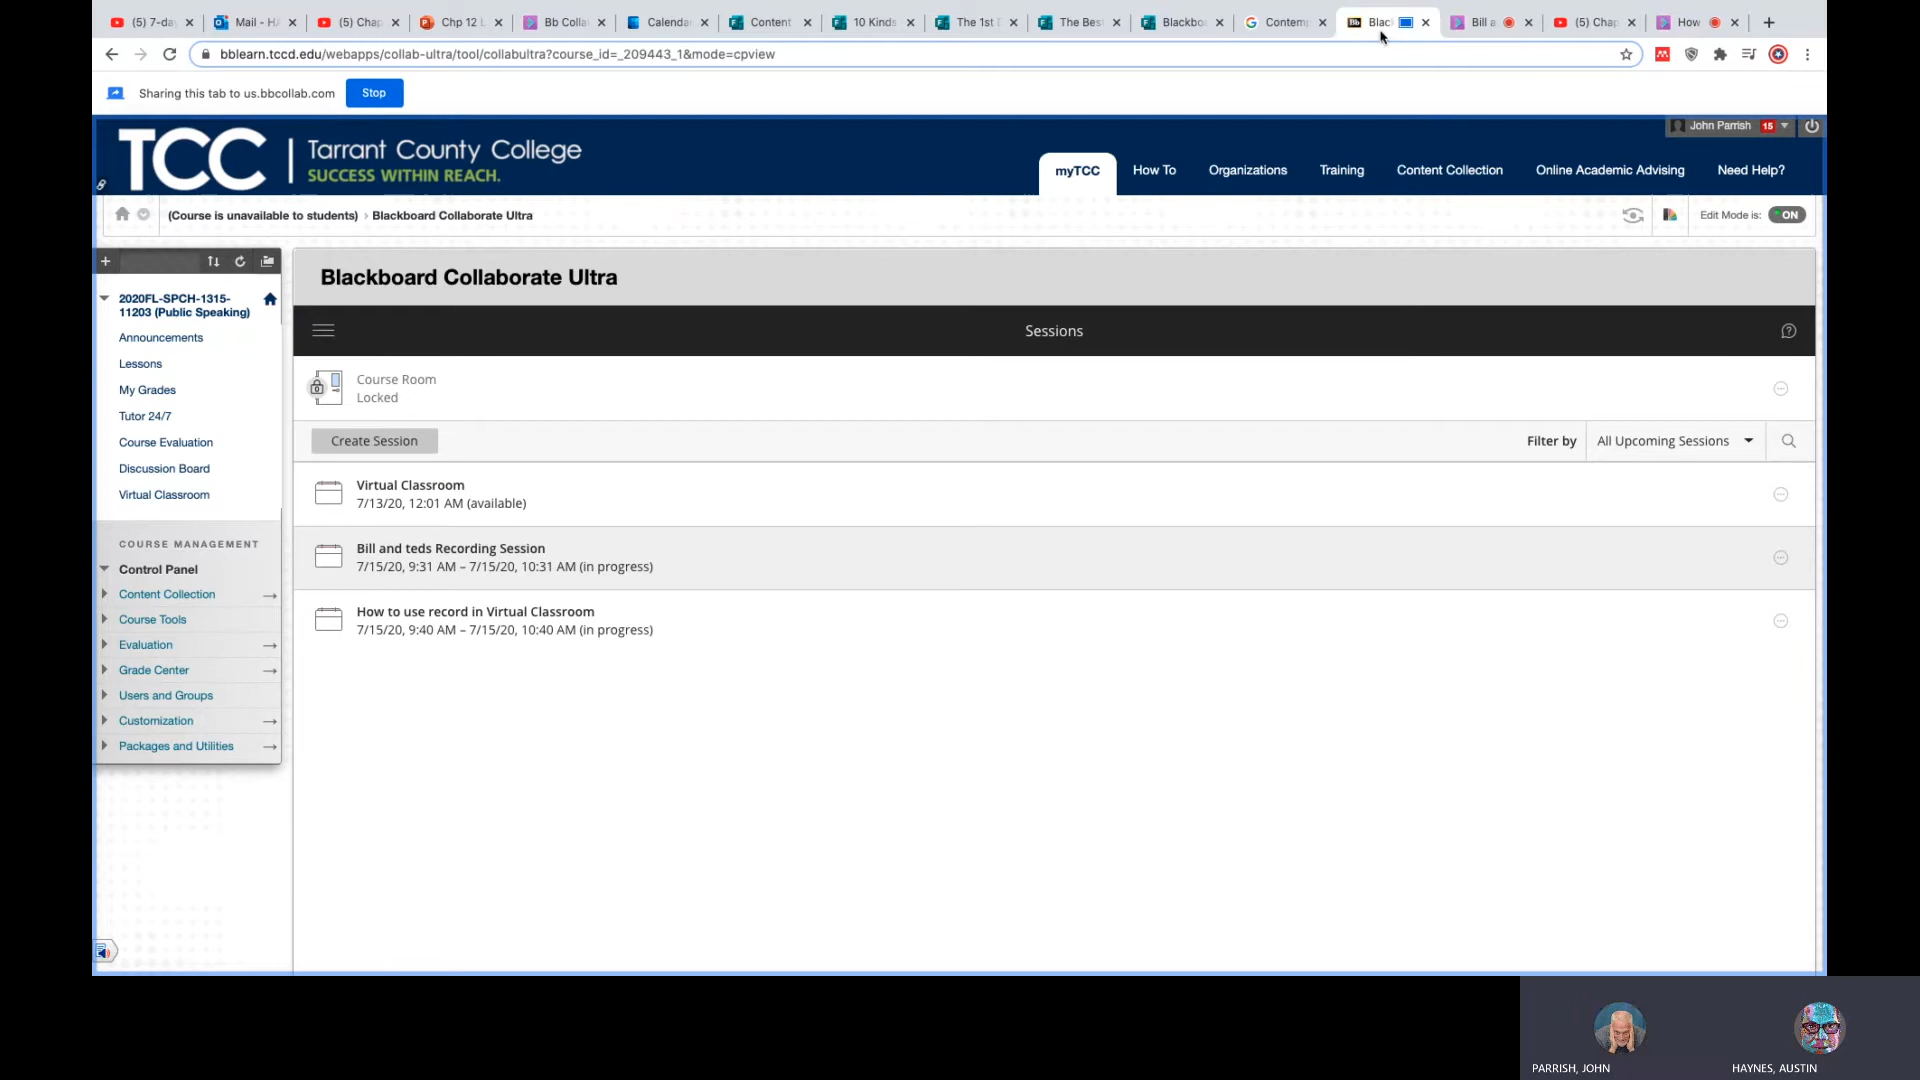 (5) 7-da
Mail - H
(5) Chap
Chp 12
Bb Colla
Calenda
Content
10 Kinds
The 1st
The Best
Blackbo
Contem
Blac
Bill a
(5) Chap
How
bblearn.tccd.edu/webapps/collab-ultra/tool/collabultra?course_id=_209443_1&mode=cpview
Sharing this tab to us.bbcollab.com
Stop
TCC
Tarrant County College
SUCCESS WITHIN REACH.
John Parrish 15
myTCC
How To
Organizations
Training
Content Collection
Online Academic Advising
Need Help?
(Course is unavailable to students) › Blackboard Collaborate Ultra
Edit Mode is: ON
2020FL-SPCH-1315-
11203 (Public Speaking)
Announcements
Lessons
My Grades
Tutor 24/7
Course Evaluation
Discussion Board
Virtual Classroom
COURSE MANAGEMENT
Control Panel
Content Collection
Course Tools
Evaluation
Grade Center
Users and Groups
Customization
Packages and Utilities
Blackboard Collaborate Ultra
Sessions
Course Room
Locked
Create Session
Filter by
All Upcoming Sessions
Virtual Classroom
7/13/20, 12:01 AM (available)
Bill and teds Recording Session
7/15/20, 9:31 AM – 7/15/20, 10:31 AM (in progress)
How to use record in Virtual Classroom
7/15/20, 9:40 AM – 7/15/20, 10:40 AM (in progress)
PARRISH, JOHN
HAYNES, AUSTIN